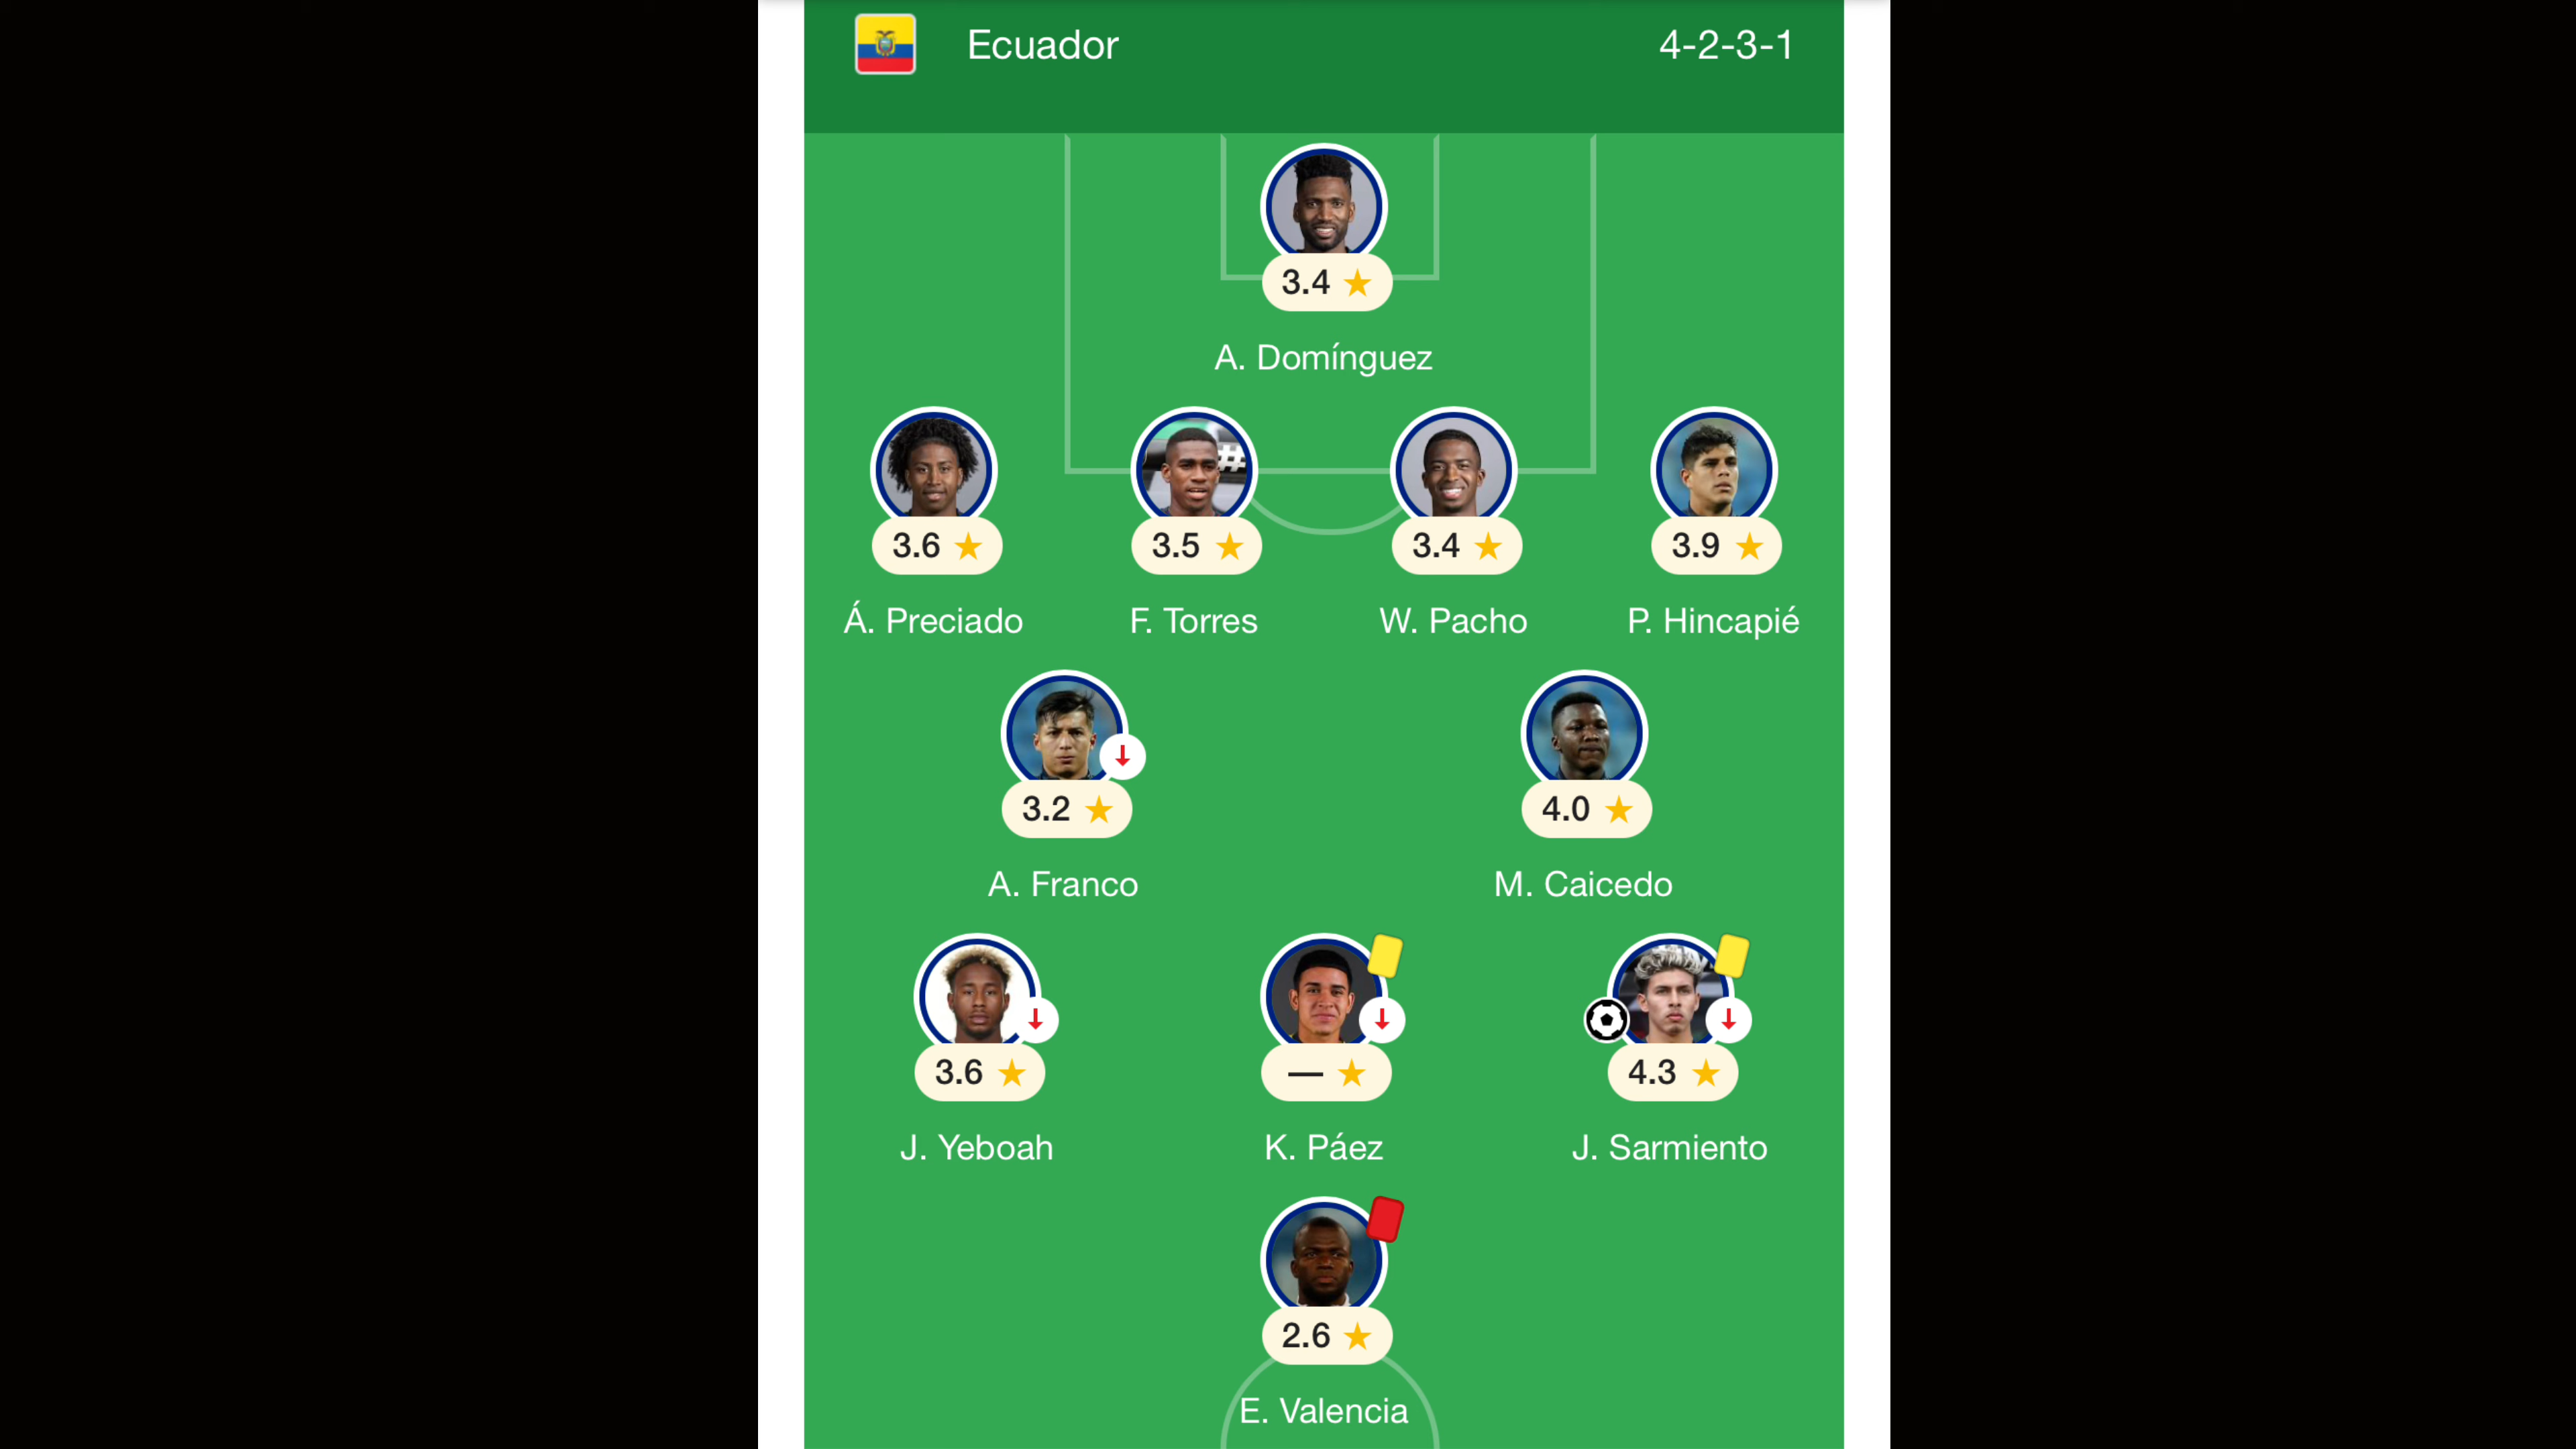 Ecuador 4-2-3-1
3.4
A. Domínguez
#
3.6 3.5 3.4 3.9
Á. Preciado F. Torres W. Pacho P. Hincapié
3.2 4.0
A. Franco M. Caicedo
3.6 — 4.3
J. Yeboah K. Páez J. Sarmiento
2.6
E. Valencia